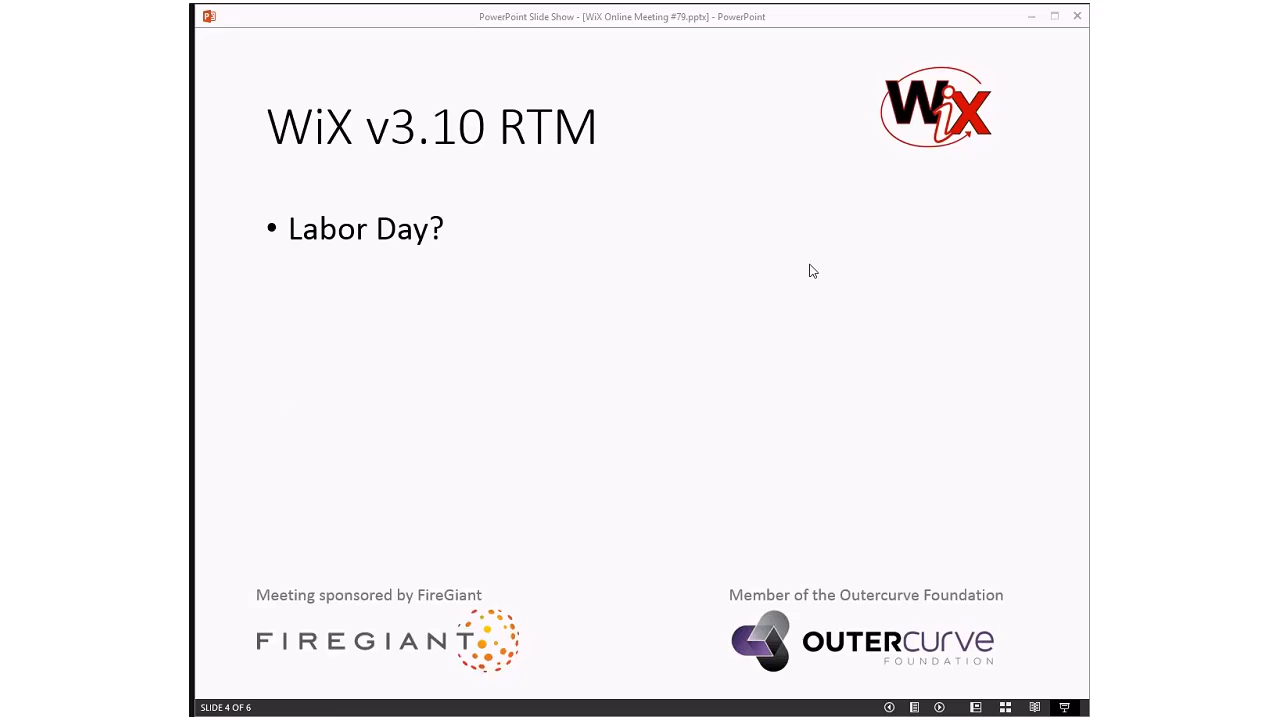 PowerPoint Slide Show - [WiX Online Meeting #79.pptx] - PowerPoint
WiX
WiX v3.10 RTM
• Labor Day?
Meeting sponsored by FireGiant
Member of the Outercurve Foundation
FIREGIANT
OUTERCURVE
FOUNDATION
SLIDE 4 OF 6